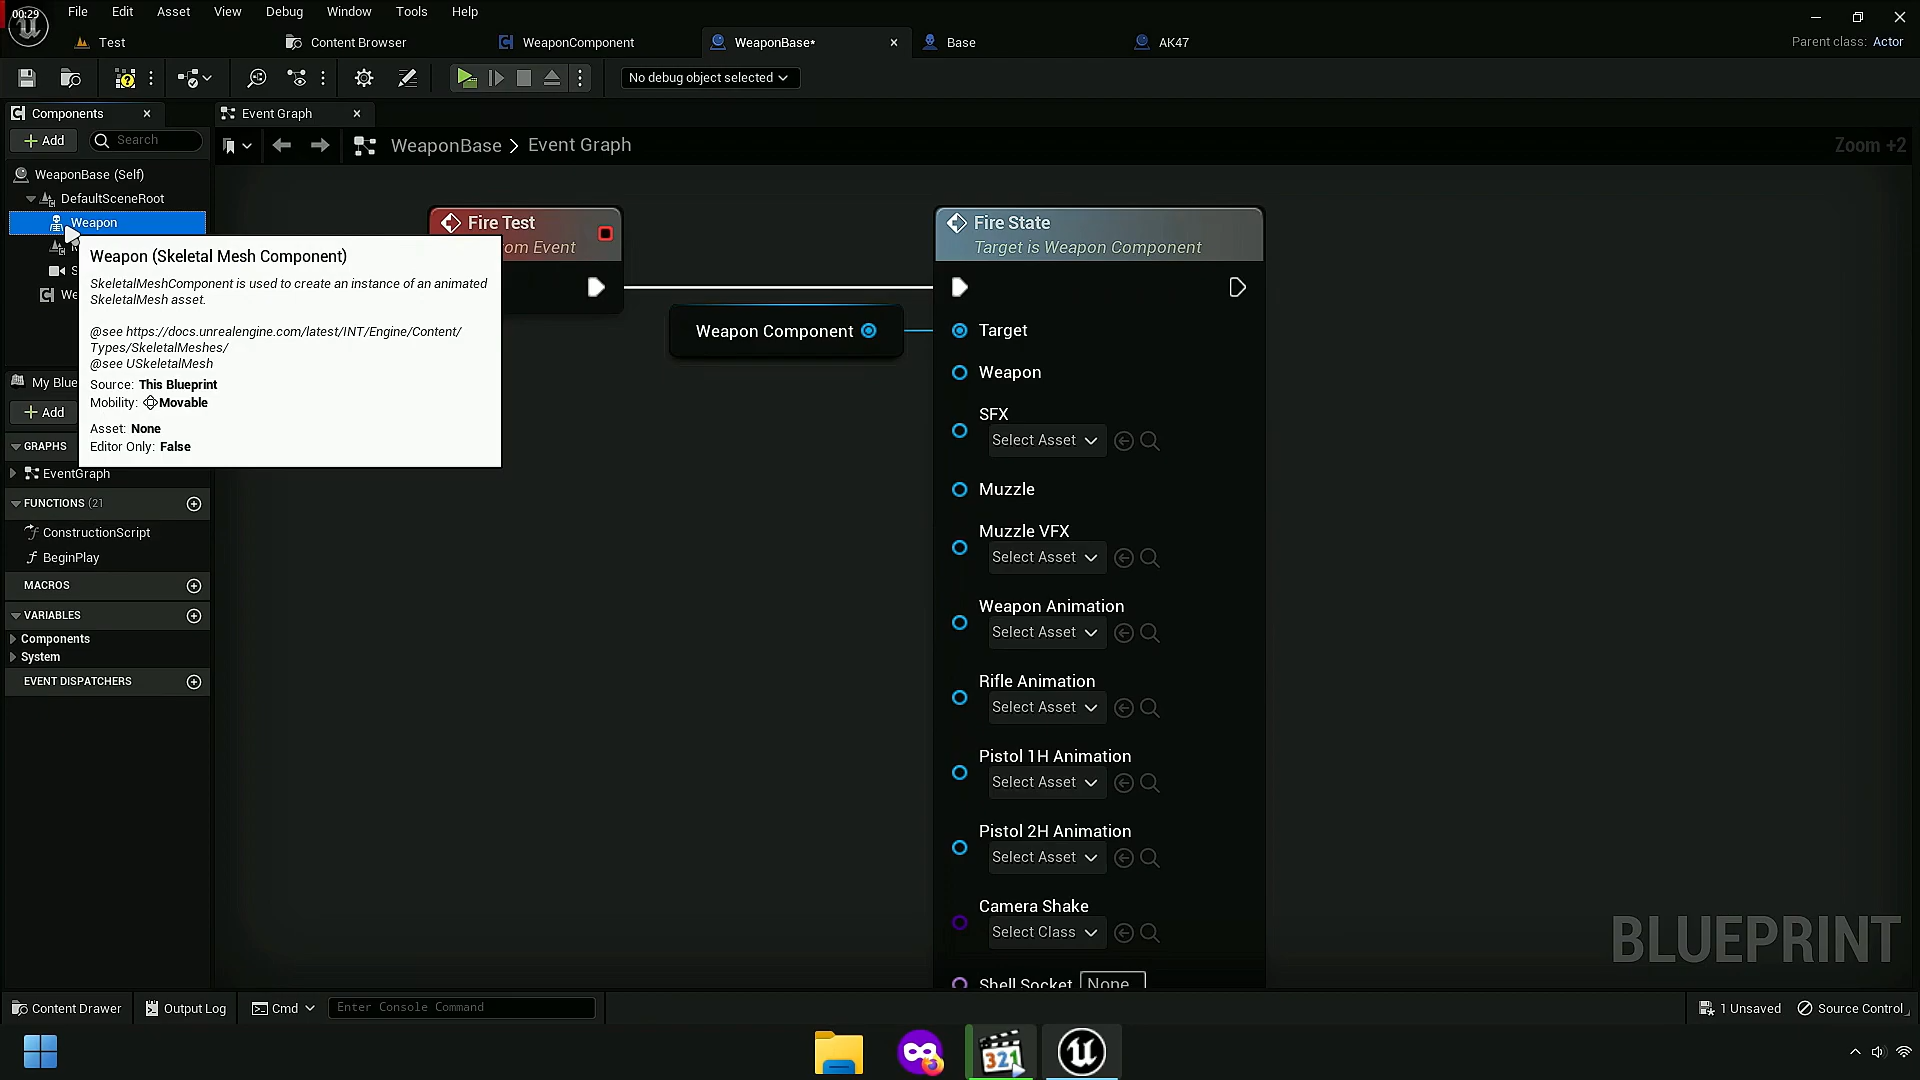 00:29
File Edit Asset View Debug Window Tools Help
Test Content Browser WeaponComponent WeaponBase* Base AK47 Parent class: Actor
No debug object selected
Components Event Graph
Add Search WeaponBase > Event Graph Zoom +2
WeaponBase (Self)
DefaultSceneRoot
Weapon
S
We
Weapon (Skeletal Mesh Component)
SkeletalMeshComponent is used to create an instance of an animated
SkeletalMesh asset.
@see https://docs.unrealengine.com/latest/INT/Engine/Content/
Types/SkeletalMeshes/
@see USkeletalMesh
Source: This Blueprint
Mobility: Movable
Asset: None
Editor Only: False
My Blue
Add
GRAPHS
EventGraph
FUNCTIONS (21
ConstructionScript
BeginPlay
MACROS
VARIABLES
Components
System
EVENT DISPATCHERS
Fire Test
om Event
Weapon Component
Fire State
Target is Weapon Component
Target
Weapon
SFX
Select Asset
Muzzle
Muzzle VFX
Select Asset
Weapon Animation
Select Asset
Rifle Animation
Select Asset
Pistol 1H Animation
Select Asset
Pistol 2H Animation
Select Asset
Camera Shake
Select Class
Shell Socket None
BLUEPRINT
Content Drawer Output Log Cmd Enter Console Command 1 Unsaved Source Control
321